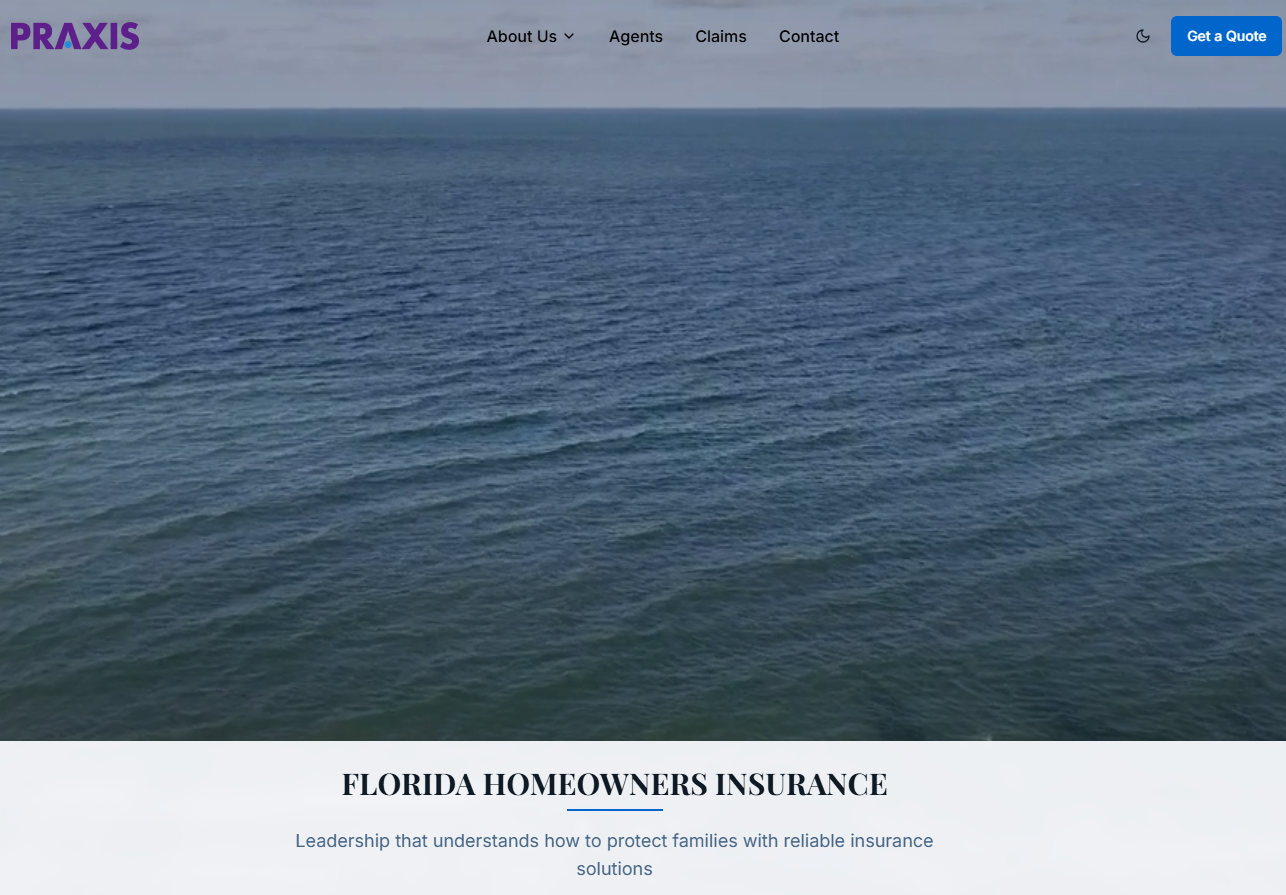 PRAXIS
About Us
Agents
Claims
Contact
Get a Quote
FLORIDA HOMEOWNERS INSURANCE
Leadership that understands how to protect families with reliable insurance
solutions